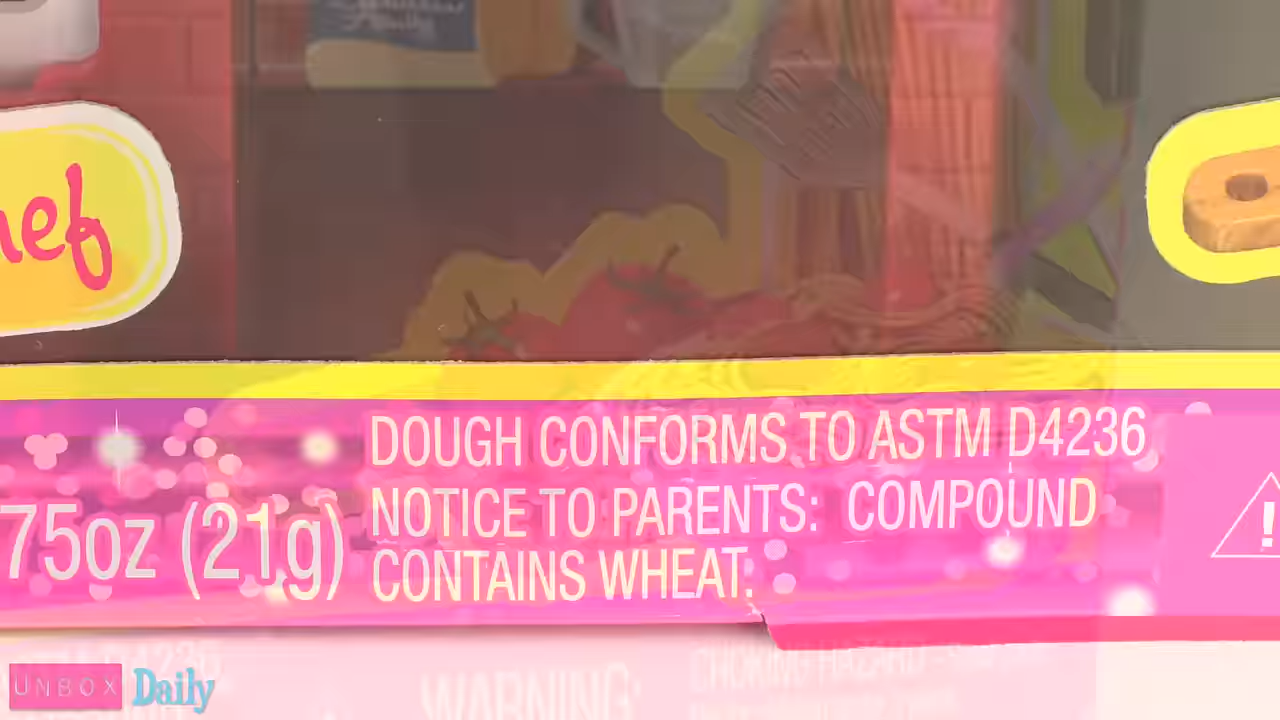 hef
DOUGH CONFORMS TO ASTM D4236
75oz (21g)
NOTICE TO PARENTS: COMPOUND
CONTAINS WHEAT.
WARNING:
CHOKING HAZARD -
UNBOX Daily